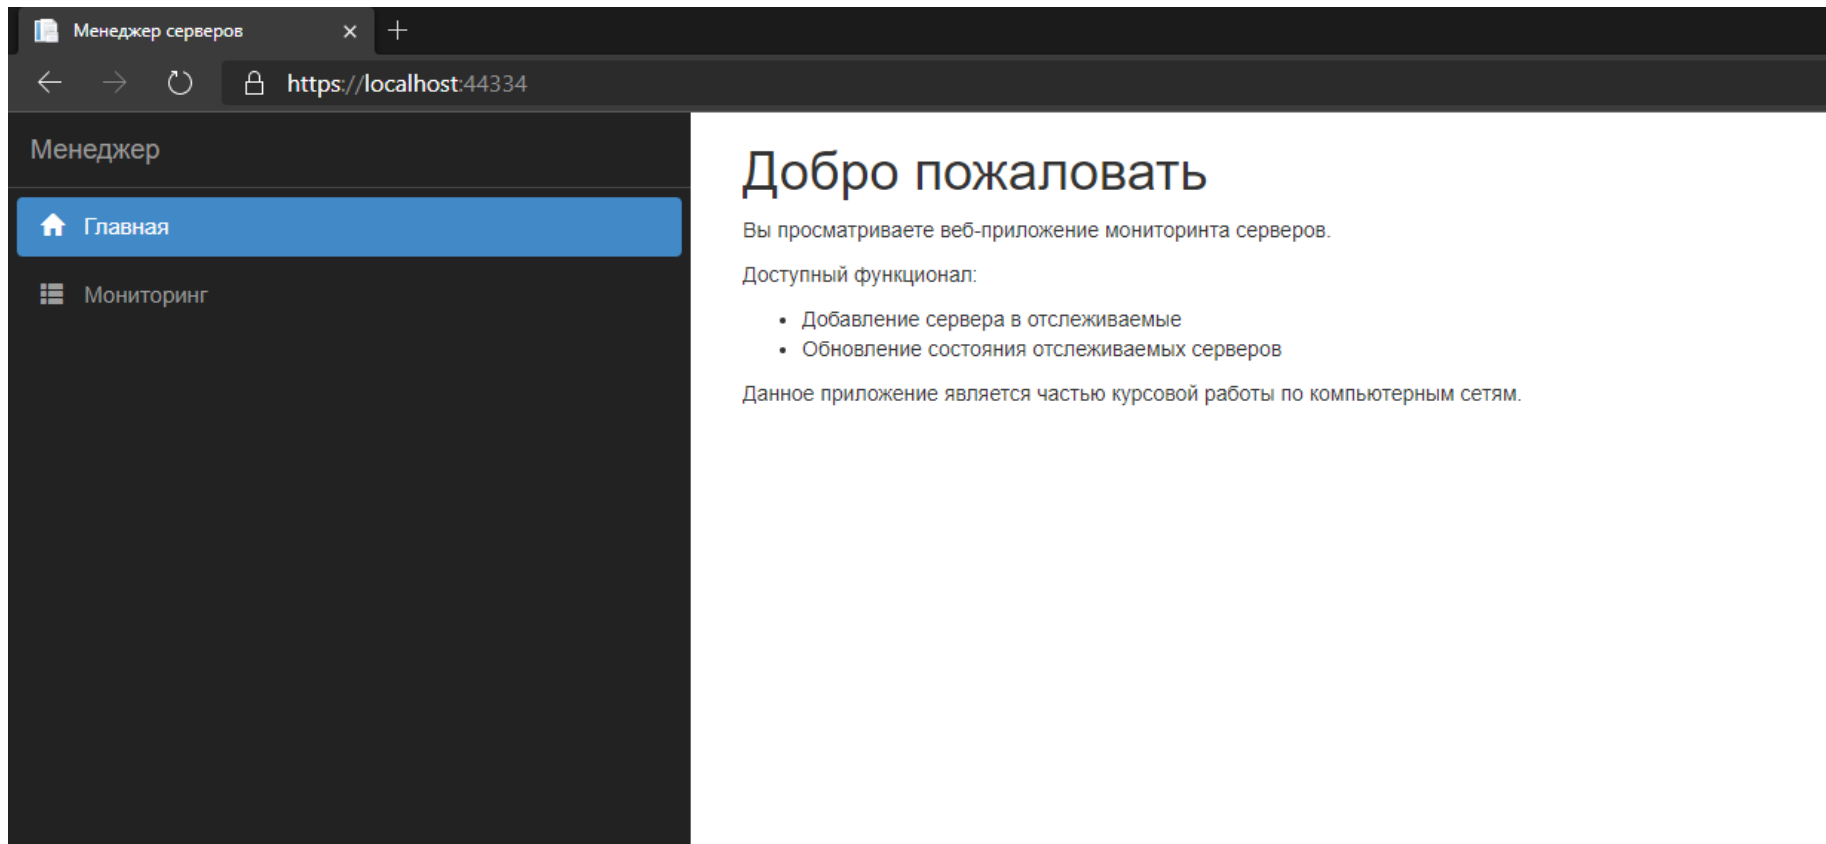 Менеджер серверов
https://localhost:44334
Менеджер
Главная
Мониторинг
Добро пожаловать
Вы просматриваете веб-приложение мониторинта серверов.
Доступный функционал:
• Добавление сервера в отслеживаемые
• Обновление состояния отслеживаемых серверов
Данное приложение является частью курсовой работы по компьютерным сетям.